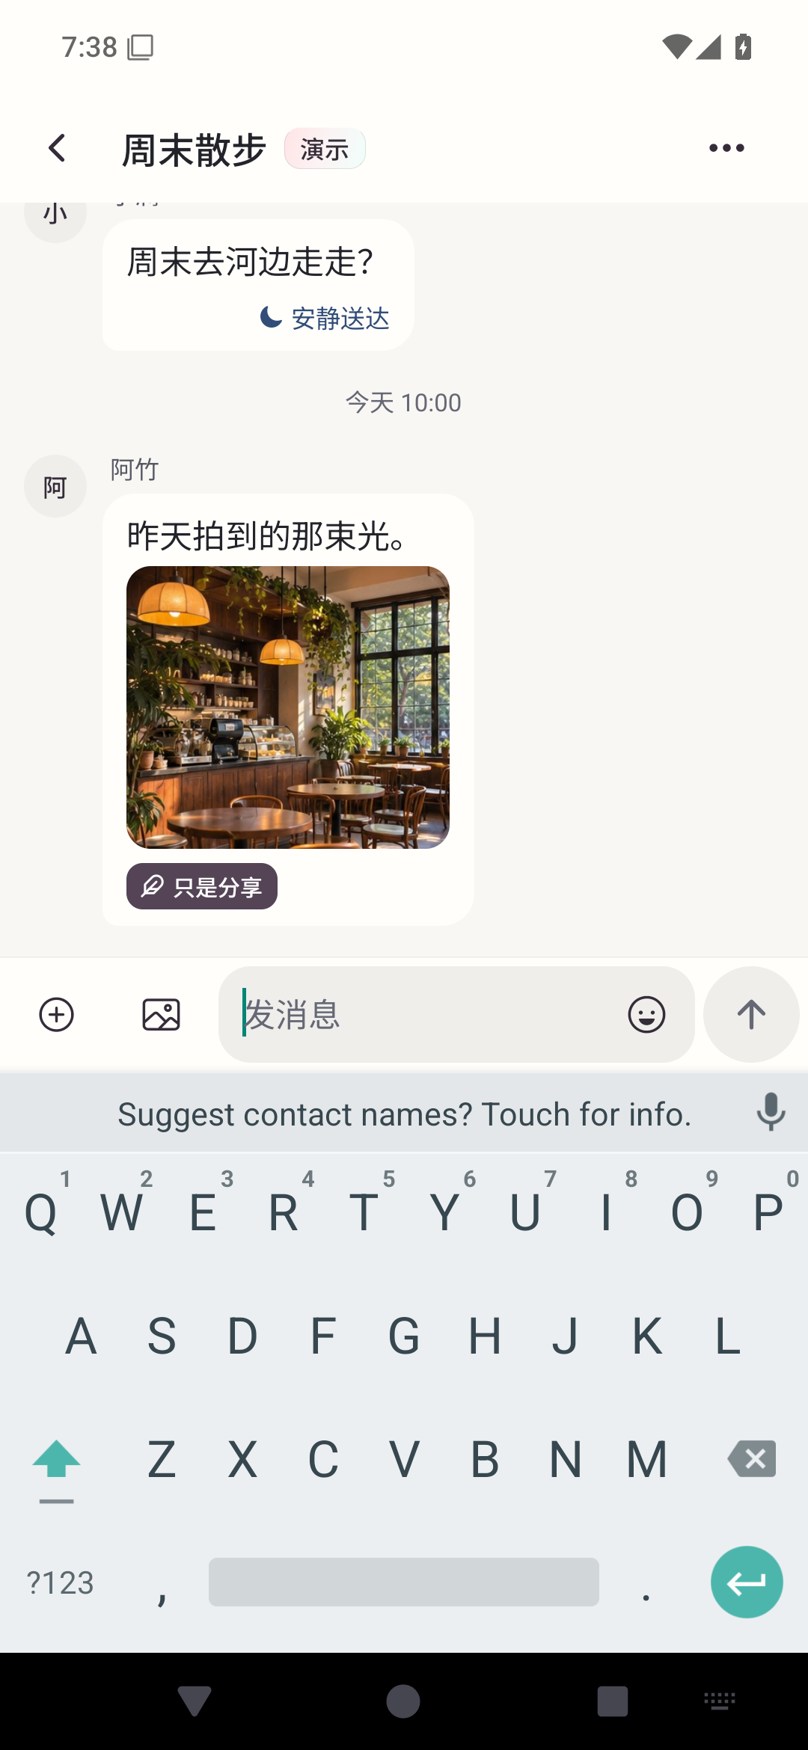 7:38
周末散步 演示
小
周末去河边走走？
安静送达
今天 10:00
阿竹
阿
昨天拍到的那束光。
只是分享
发消息
Suggest contact names? Touch for info.
1 2 3 4 5 6 7 8 9 0
Q W E R T Y U I O P
A S D F G H J K L
Z X C V B N M
?123 , .